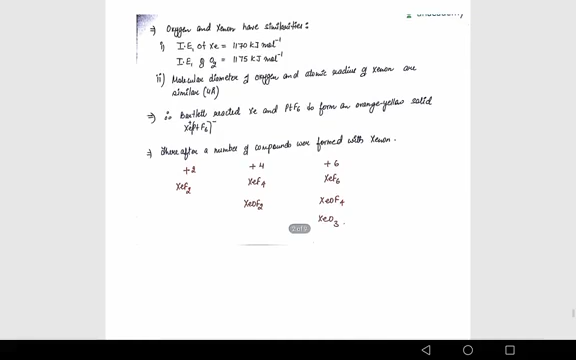 unacademy
⇒ Oxygen and Xenon have similarities :
i) I.E₁ of Xe = 1170 kJ mol⁻¹
I.E₁ of O₂ = 1175 kJ mol⁻¹
ii) Molecular diameter of oxygen and atomic radius of Xenon are
similar (4Å)
⇒ ∴ Bartlett reacted Xe and PtF₆ to form an orange-yellow solid
Xe⁺[PtF₆]⁻
⇒ Thereafter a number of compounds were formed with Xenon.
+2 +4 +6
XeF₂ XeF₄ XeF₆
XeOF₂ XeOF₄
XeO₃.
2 of 9